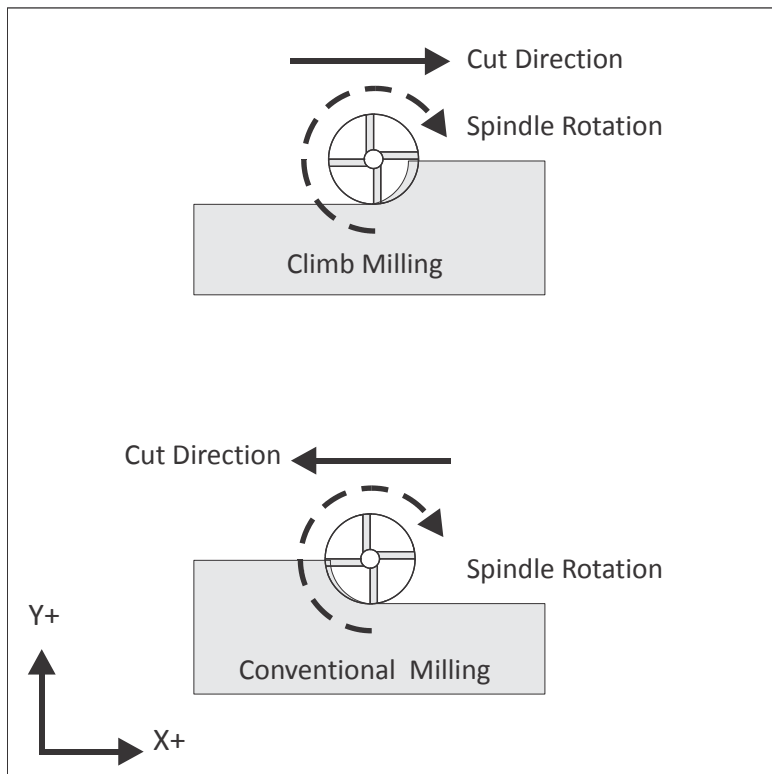 Cut Direction
Spindle Rotation
Climb Milling
Cut Direction
Spindle Rotation
Conventional Milling
Y+
X+